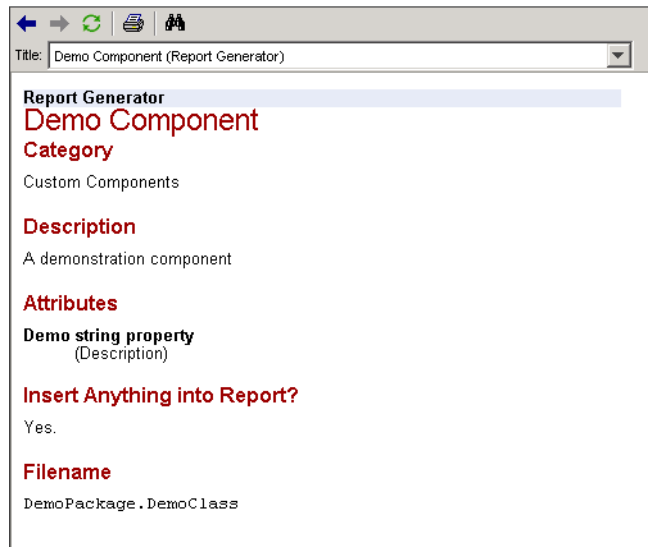 Title: Demo Component (Report Generator)
Report Generator
Demo Component
Category
Custom Components
Description
A demonstration component
Attributes
Demo string property
(Description)
Insert Anything into Report?
Yes.
Filename
DemoPackage.DemoClass